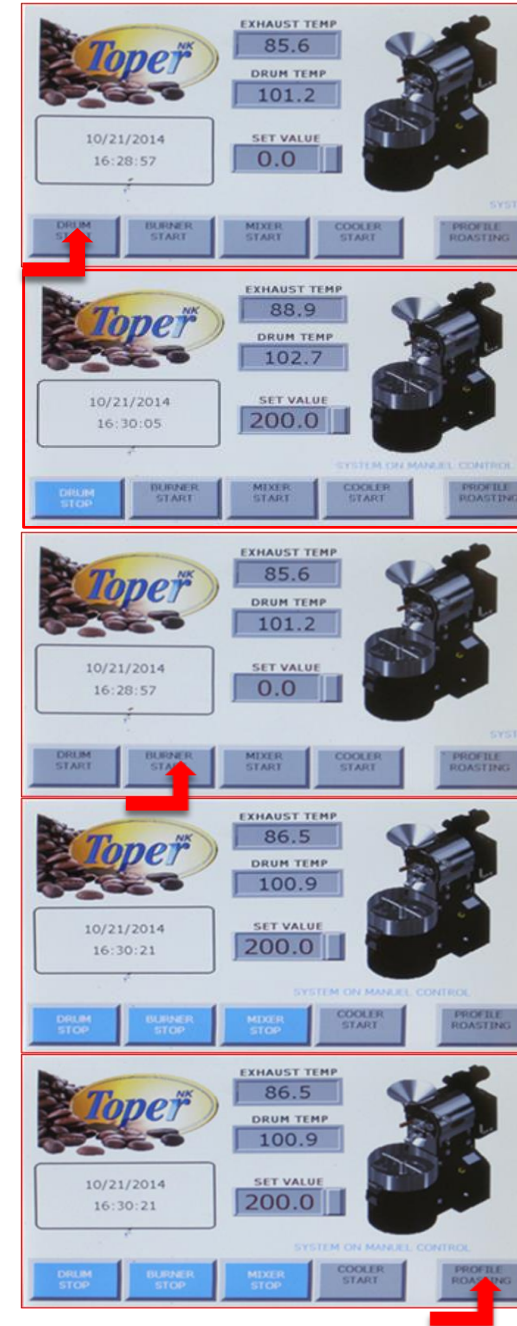 EXHAUST TEMP
85.6
Toper NK
DRUM TEMP
101.2
10/21/2014
16:28:57
SET VALUE
0.0
SYST
DRUM START
BURNER START
MIXER START
COOLER START
PROFILE ROASTING
EXHAUST TEMP
88.9
Toper NK
DRUM TEMP
102.7
10/21/2014
16:30:05
SET VALUE
200.0
SYSTEM ON MANUEL CONTROL
DRUM STOP
BURNER START
MIXER START
COOLER START
PROFILE ROASTING
EXHAUST TEMP
85.6
Toper NK
DRUM TEMP
101.2
10/21/2014
16:28:57
SET VALUE
0.0
SYST
DRUM START
BURNER START
MIXER START
COOLER START
PROFILE ROASTING
EXHAUST TEMP
86.5
Toper NK
DRUM TEMP
100.9
10/21/2014
16:30:21
SET VALUE
200.0
SYSTEM ON MANUEL CONTROL
DRUM STOP
BURNER STOP
MIXER STOP
COOLER START
PROFILE ROASTING
EXHAUST TEMP
86.5
Toper NK
DRUM TEMP
100.9
10/21/2014
16:30:21
SET VALUE
200.0
SYSTEM ON MANUEL CONTROL
DRUM STOP
BURNER STOP
MIXER STOP
COOLER START
PROFILE ROASTING